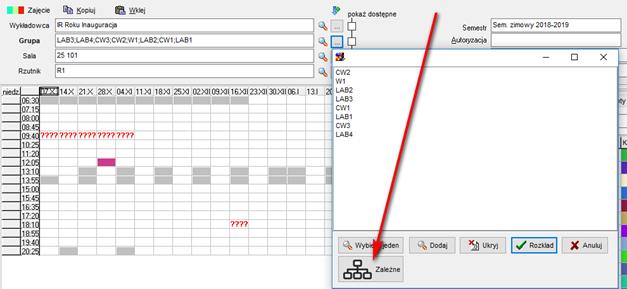 Zajęcie Kopiuj Wklej
pokaż dostępne
Wykładowca IR Roku Inauguracja
Semestr Sem. zimowy 2018-2019
Grupa LAB3;LAB4;CW3;CW2;W1;LAB2;CW1;LAB1
Autoryzacja
Sala 25 101
Rzutnik R1
CW2
W1
LAB2
LAB3
CW1
LAB1
CW3
LAB4
niedz. 07.X 14.X 21.X 28.X 04.XI 11.XI 18.XI 25.XI 02.XII 09.XII 16.XII 23.XII 30.XII 06.I 13.I
06:30
07.15
08.00
08.45
09:40 ???? ???? ???? ???? ????
10.25
11.20
12.05
13:10
13:55
15.00
15.45
16.40
17.25
18:10 ????
18:55
19.40
20:25
Wybierz jeden Dodaj Ukryj Rozkład Anuluj
Zależne